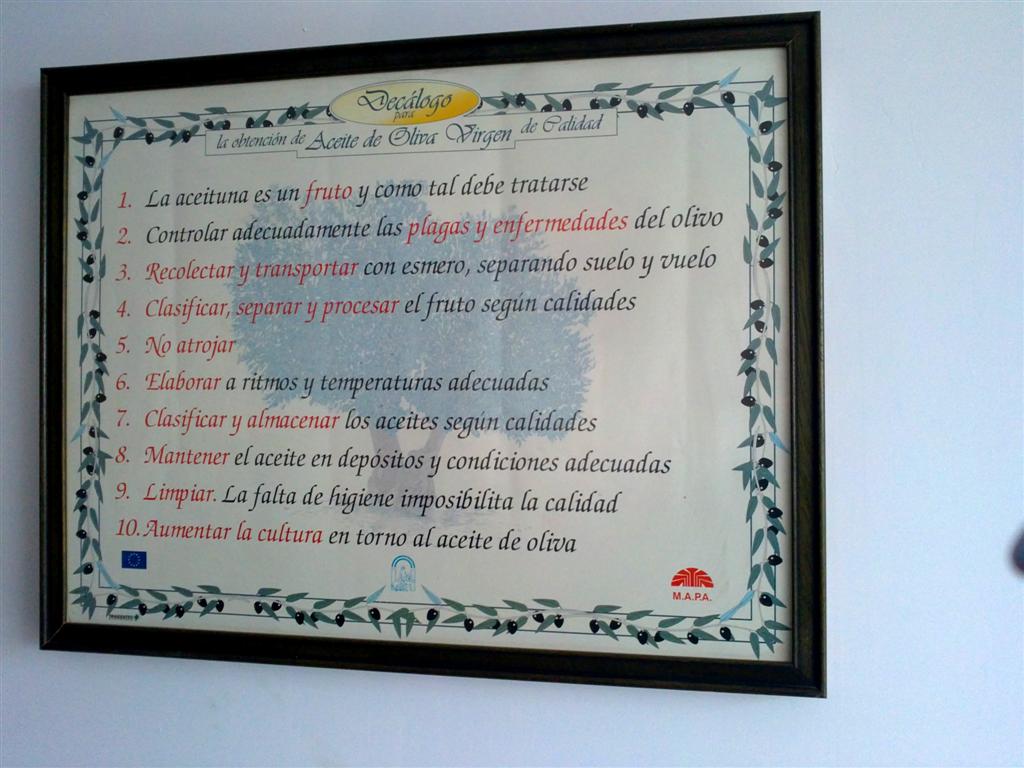 Decálogo
para
la obtención de Aceite de Oliva Virgen de Calidad
1. La aceituna es un fruto y como tal debe tratarse
2. Controlar adecuadamente las plagas y enfermedades del olivo
3. Recolectar y transportar con esmero, separando suelo y vuelo
4. Clasificar, separar y procesar el fruto según calidades
5. No atrojar
6. Elaborar a ritmos y temperaturas adecuadas
7. Clasificar y almacenar los aceites según calidades
8. Mantener el aceite en depósitos y condiciones adecuadas
9. Limpiar. La falta de higiene imposibilita la calidad
10. Aumentar la cultura en torno al aceite de oliva
M.A.P.A.